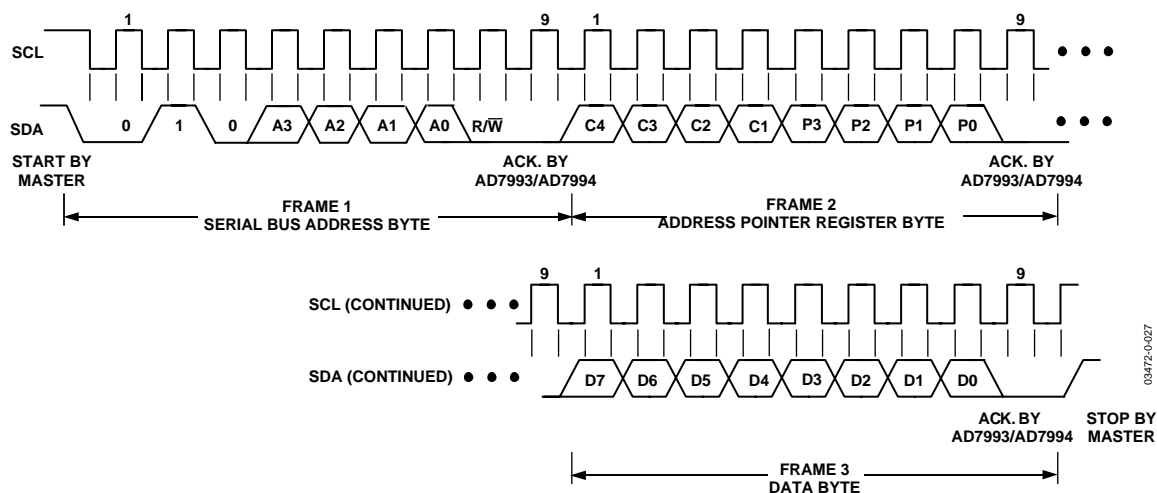 1 9 1 9
SCL
SDA
0 1 0 A3 A2 A1 A0 R/W̅ C4 C3 C2 C1 P3 P2 P1 P0
START BY
MASTER
ACK. BY
AD7993/AD7994
ACK. BY
AD7993/AD7994
FRAME 1
SERIAL BUS ADDRESS BYTE
FRAME 2
ADDRESS POINTER REGISTER BYTE
9 1 9
SCL (CONTINUED)
SDA (CONTINUED)
D7 D6 D5 D4 D3 D2 D1 D0
ACK. BY
AD7993/AD7994
STOP BY
MASTER
FRAME 3
DATA BYTE
03472-0-027